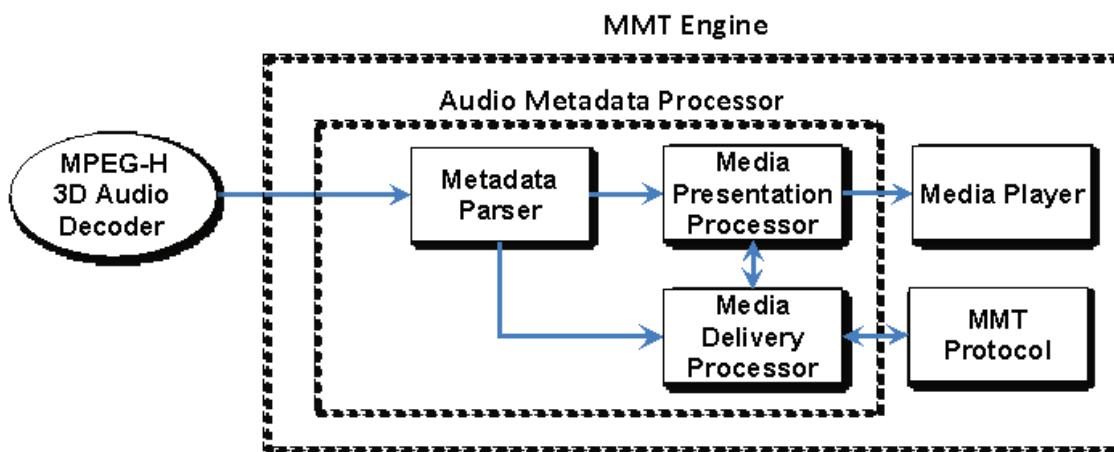 MMT Engine
Audio Metadata Processor
MPEG-H
3D Audio
Decoder
Metadata
Parser
Media
Presentation
Processor
Media Player
Media
Delivery
Processor
MMT
Protocol